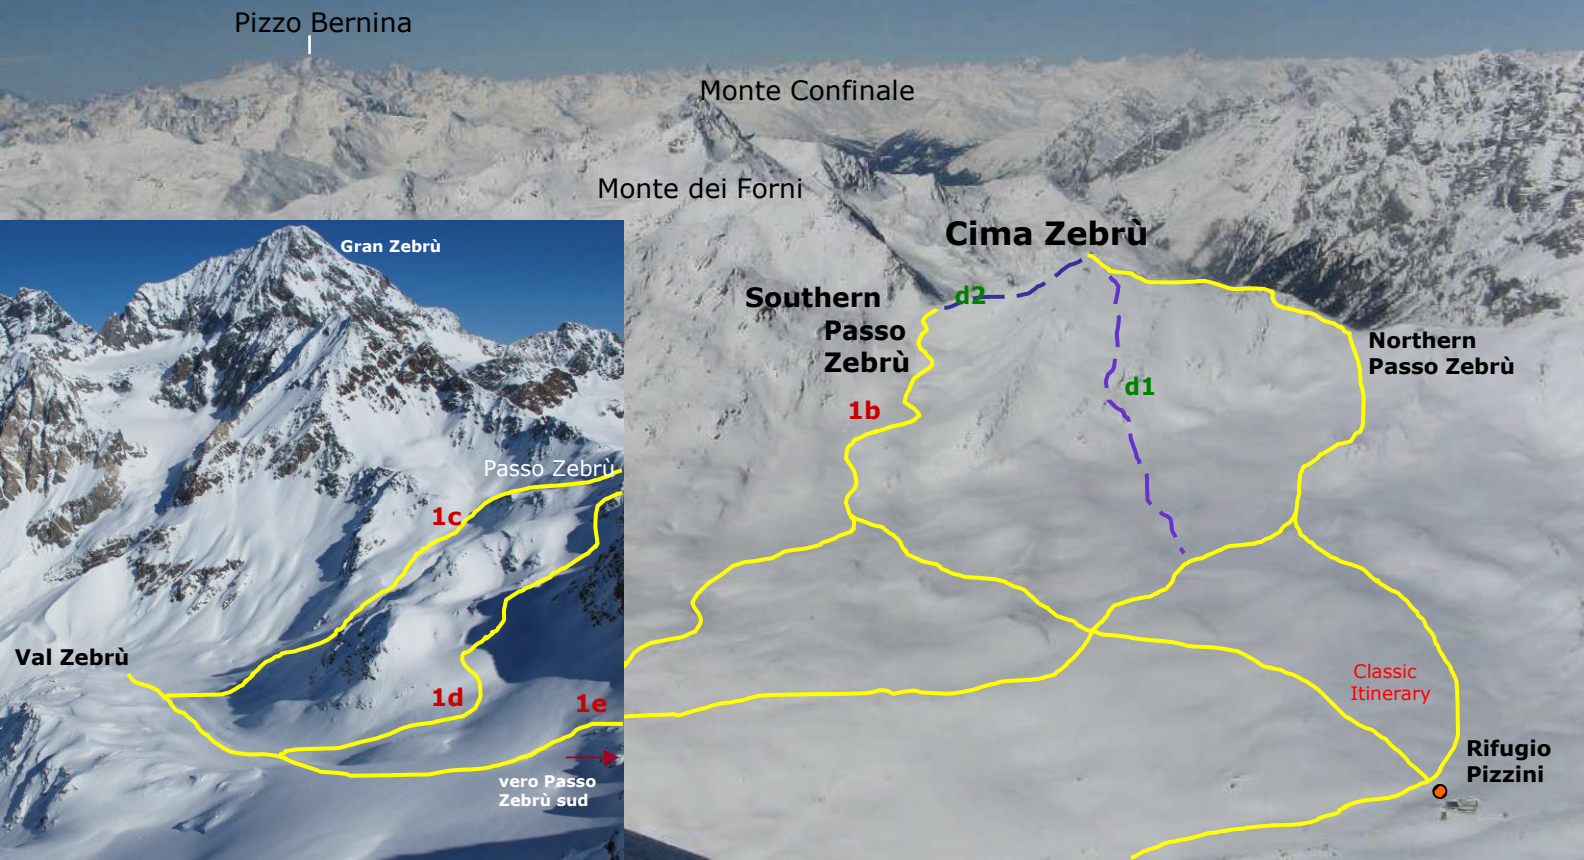 Pizzo Bernina
Monte Confinale
Monte dei Forni
Cima Zebrù
Gran Zebrù
d2
Southern
Passo
Zebrù
Northern
Passo Zebrù
d1
1b
Passo Zebrù
1c
Val Zebrù
1d
1e
Classic
Itinerary
vero Passo
Zebrù sud
Rifugio
Pizzini